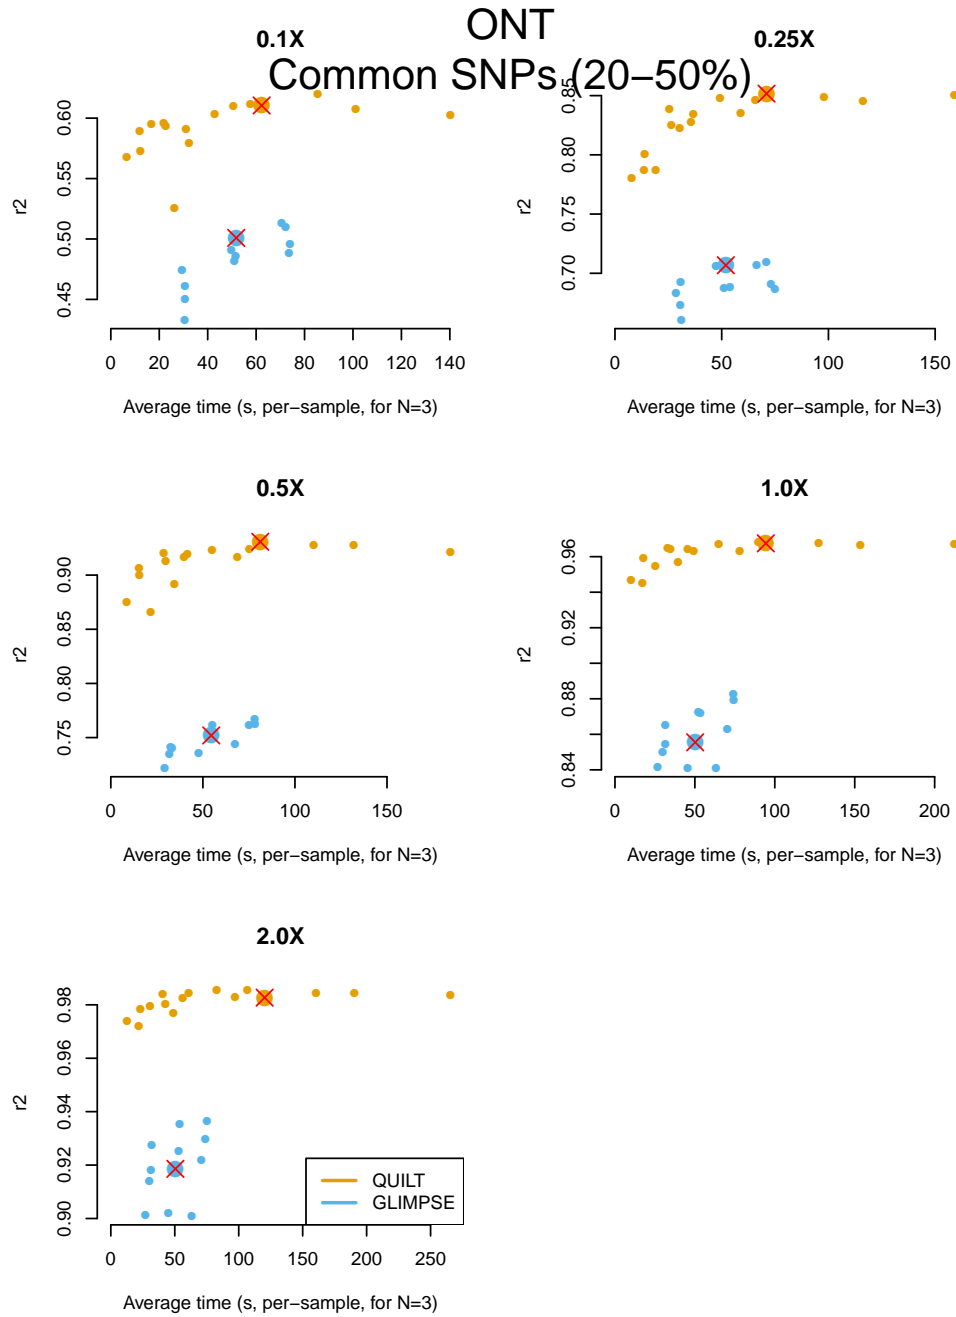 ONT
Common SNPs (20–50%)
0.1X
r2
0.60
0.55
0.50
0.45
0 20 40 60 80 100 120 140
Average time (s, per−sample, for N=3)
0.25X
r2
0.85
0.80
0.75
0.70
0 50 100 150
Average time (s, per−sample, for N=3)
0.5X
r2
0.90
0.85
0.80
0.75
0 50 100 150
Average time (s, per−sample, for N=3)
1.0X
r2
0.96
0.92
0.88
0.84
0 50 100 150 200
Average time (s, per−sample, for N=3)
2.0X
r2
0.98
0.96
0.94
0.92
0.90
0 50 100 150 200 250
Average time (s, per−sample, for N=3)
QUILT
GLIMPSE